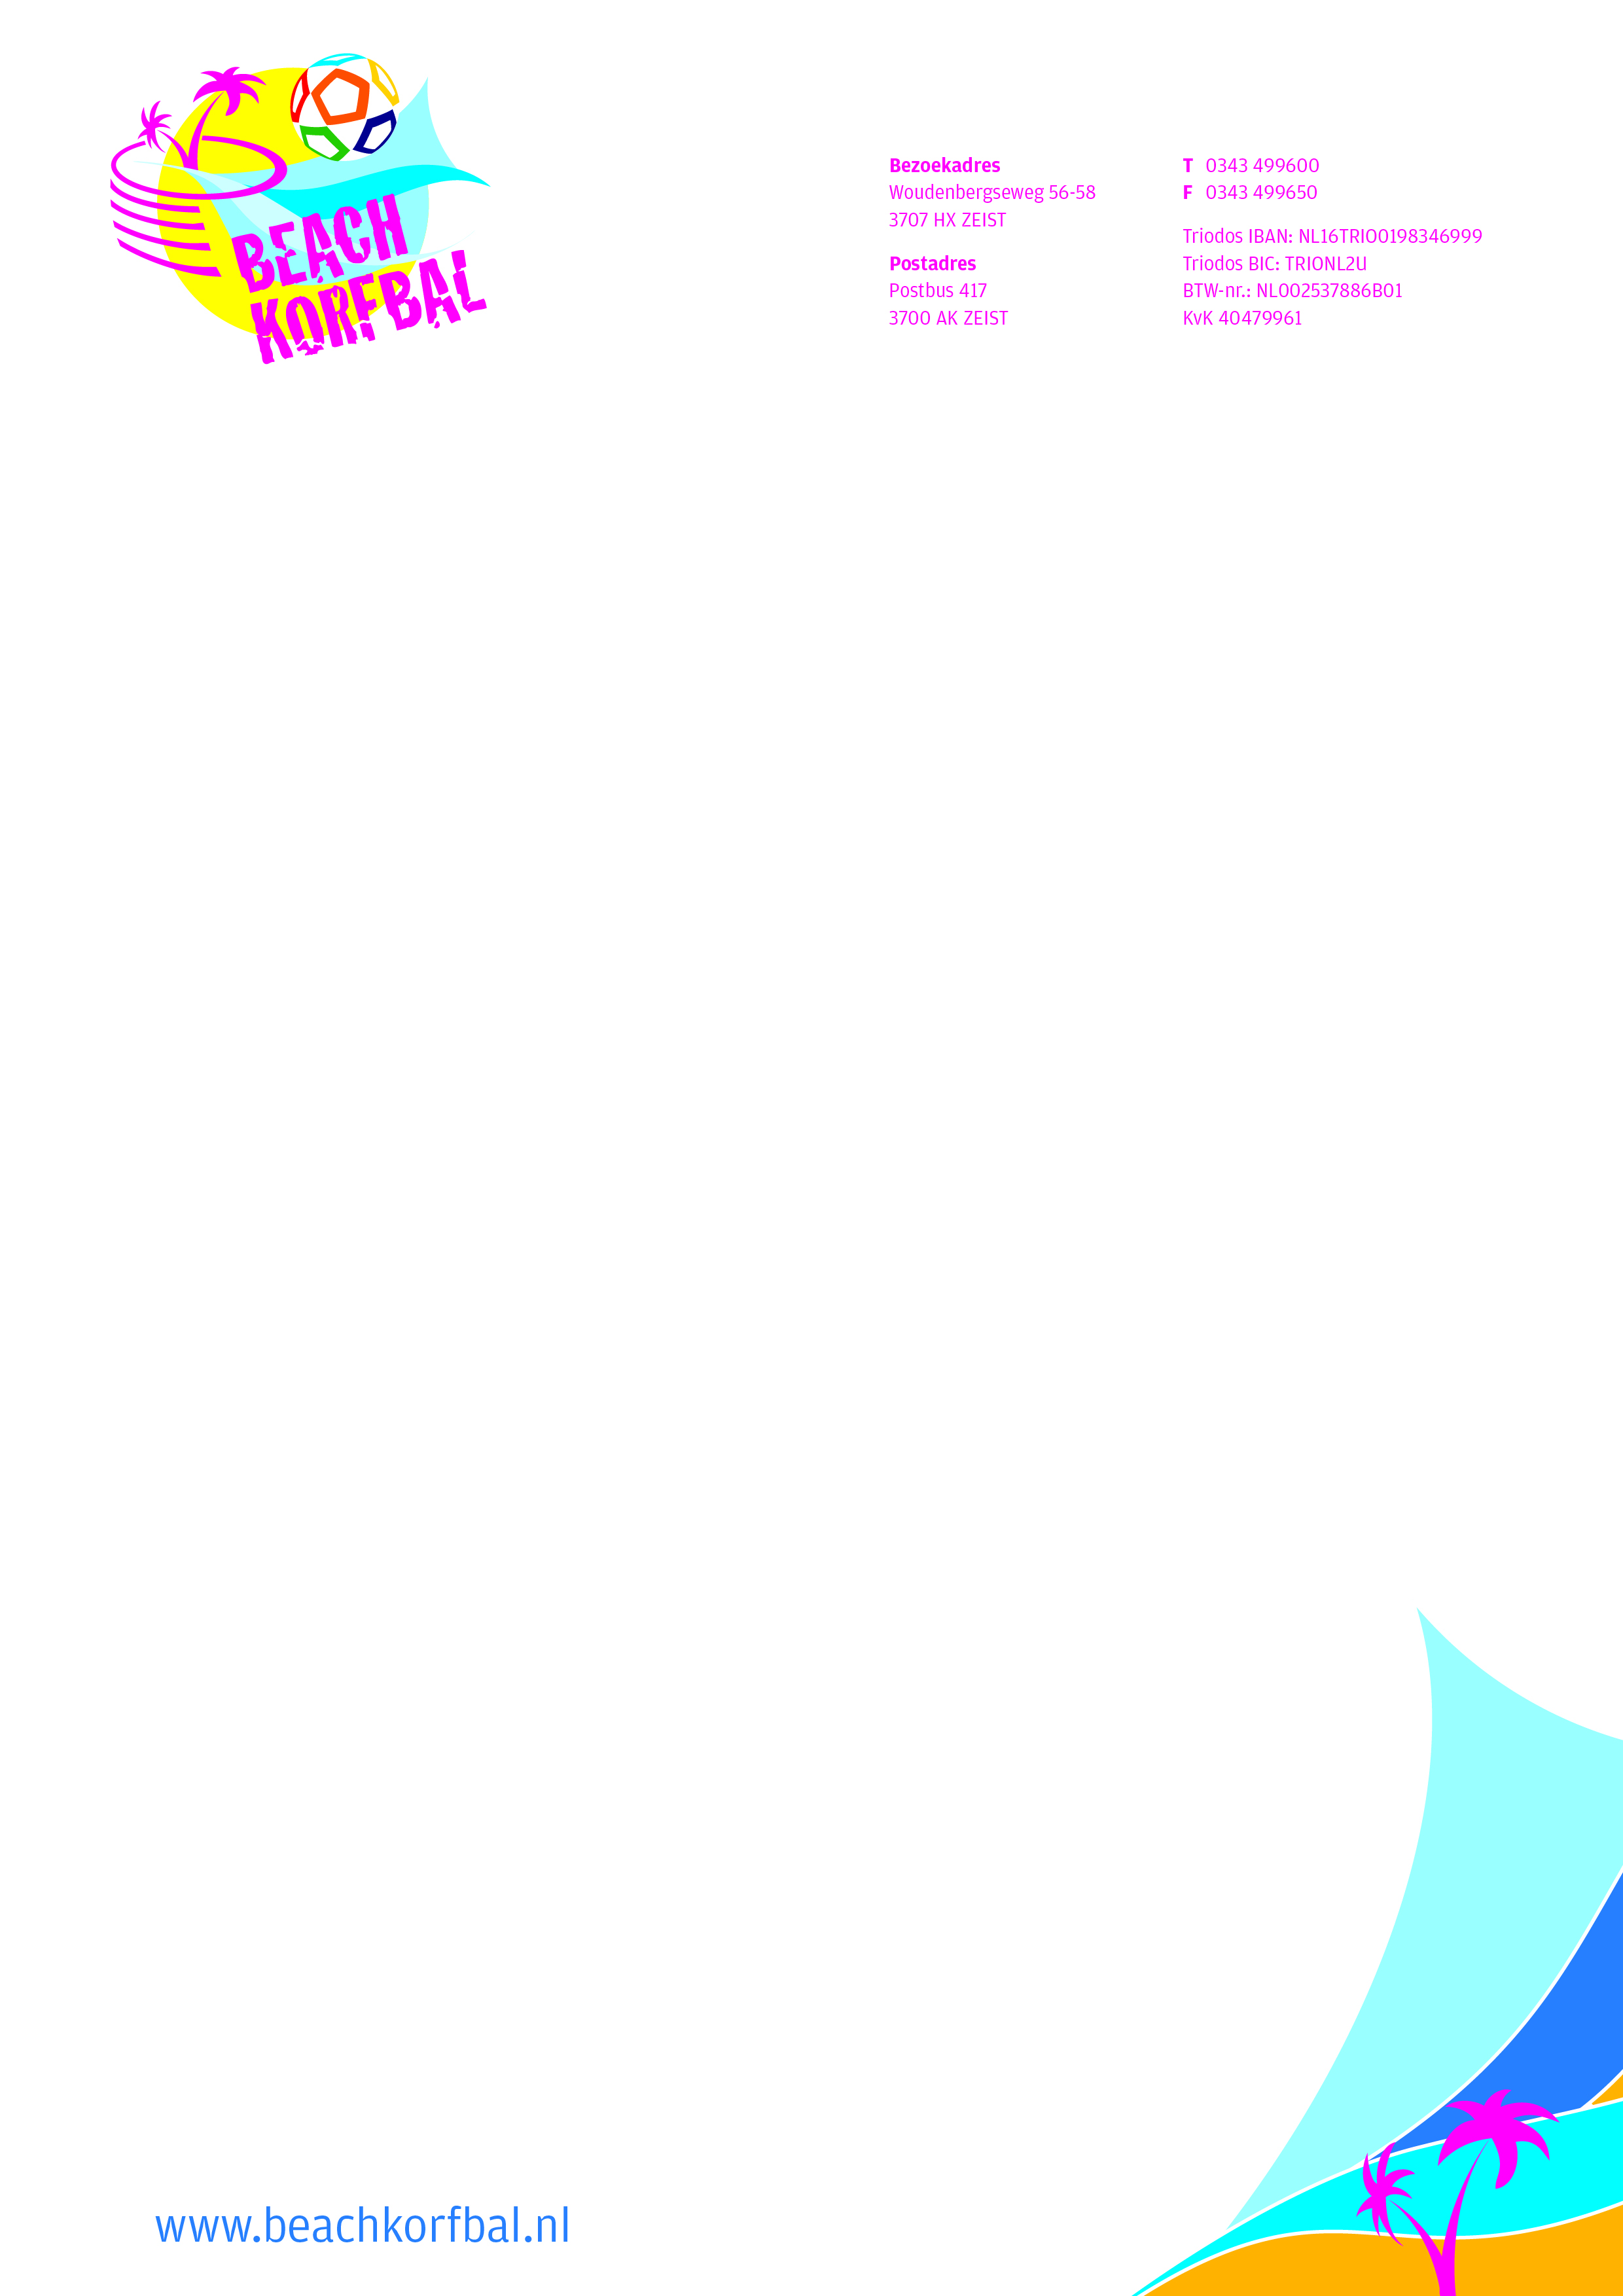 BEACH
KORFBAL
Bezoekadres
Woudenbergseweg 56-58
3707 HX ZEIST
Postadres
Postbus 417
3700 AK ZEIST
T 0343 499600
F 0343 499650
Triodos IBAN: NL16TRIO0198346999
Triodos BIC: TRIONL2U
BTW-nr.: NL002537886B01
KvK 40479961
www.beachkorfbal.nl